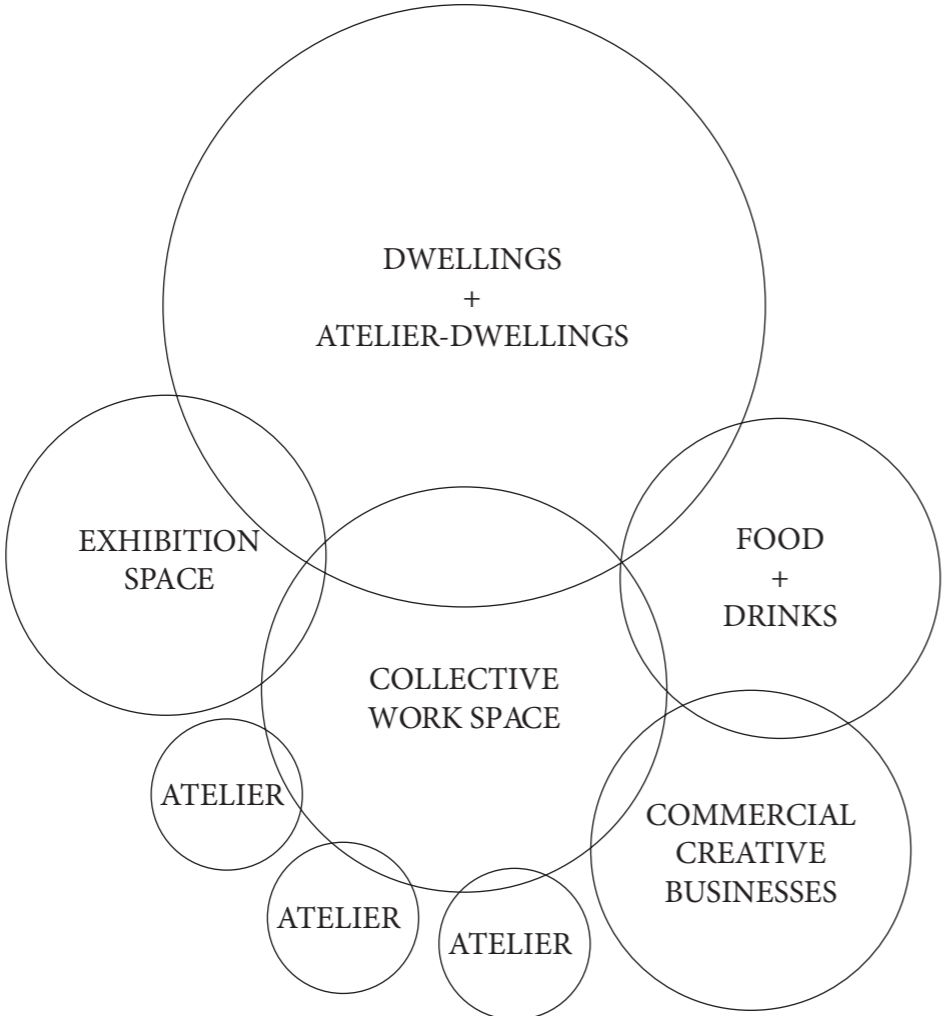 DWELLINGS
+
ATELIER-DWELLINGS
EXHIBITION
SPACE
FOOD
+
DRINKS
COLLECTIVE
WORK SPACE
ATELIER
COMMERCIAL
CREATIVE
BUSINESSES
ATELIER
ATELIER